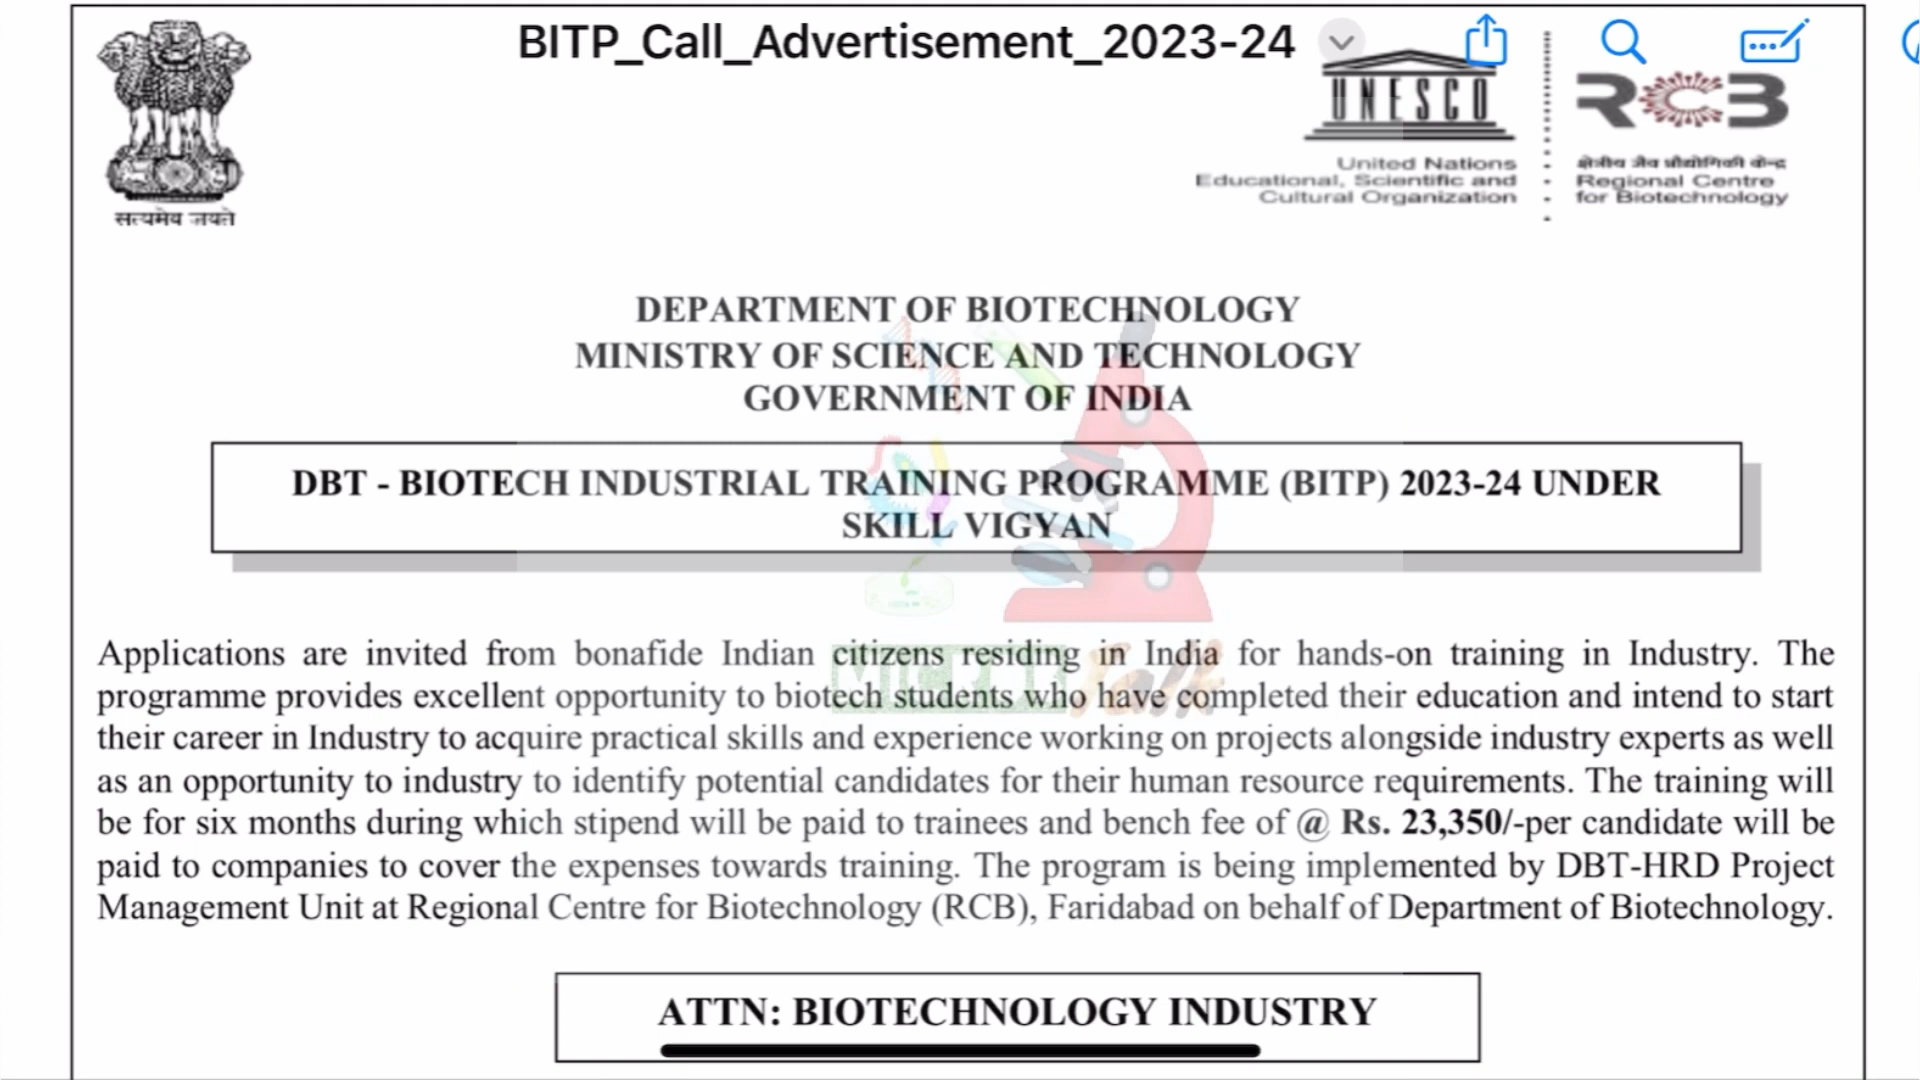 BITP_Call_Advertisement_2023-24
UNESCO
United Nations
Educational, Scientific and
Cultural Organization
RCB
क्षेत्रीय जैव प्रौद्योगिकी केन्द्र
Regional Centre
for Biotechnology
सत्यमेव जयते
DEPARTMENT OF BIOTECHNOLOGY
MINISTRY OF SCIENCE AND TECHNOLOGY
GOVERNMENT OF INDIA
DBT - BIOTECH INDUSTRIAL TRAINING PROGRAMME (BITP) 2023-24 UNDER
SKILL VIGYAN
Applications are invited from bonafide Indian citizens residing in India for hands-on training in Industry. The
programme provides excellent opportunity to biotech students who have completed their education and intend to start
their career in Industry to acquire practical skills and experience working on projects alongside industry experts as well
as an opportunity to industry to identify potential candidates for their human resource requirements. The training will
be for six months during which stipend will be paid to trainees and bench fee of @ Rs. 23,350/-per candidate will be
paid to companies to cover the expenses towards training. The program is being implemented by DBT-HRD Project
Management Unit at Regional Centre for Biotechnology (RCB), Faridabad on behalf of Department of Biotechnology.
Talk
ATTN: BIOTECHNOLOGY INDUSTRY